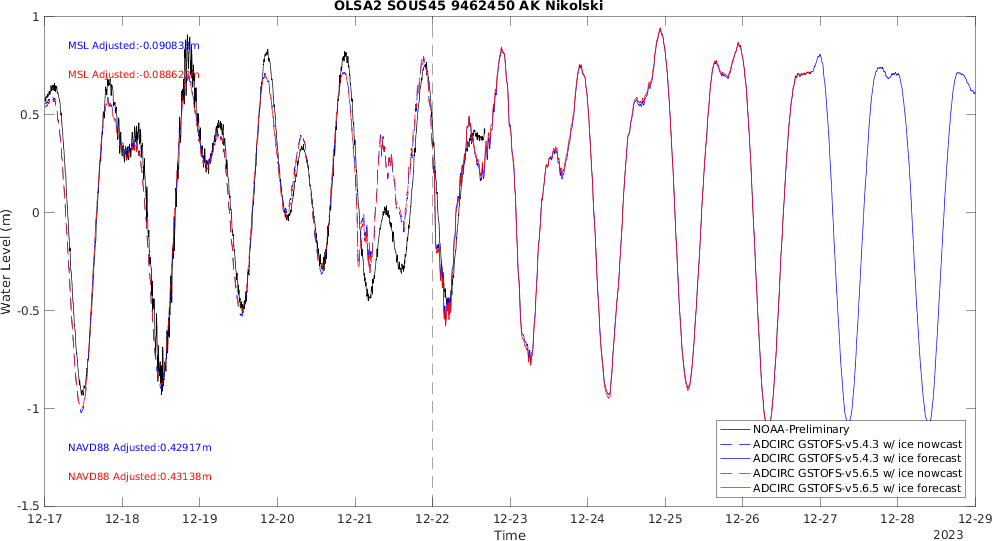 OLSA2 SOUS45 9462450 AK Nikolski
MSL Adjusted:-0.09083
MSL Adjusted:-0.0886
NAVD88 Adjusted:0.42917m
NAVD88 Adjusted:0.43138m
Water Level (m)
1
0.5
0
-0.5
-1
-1.5
12-17
12-18
12-19
12-20
12-21
12-22
12-23
12-24
12-25
12-26
12-27
12-28
12-29
Time
2023
NOAA-Preliminary
ADCIRC GSTOFS-v5.4.3 w/ ice nowcast
ADCIRC GSTOFS-v5.4.3 w/ ice forecast
ADCIRC GSTOFS-v5.6.5 w/ ice nowcast
ADCIRC GSTOFS-v5.6.5 w/ ice forecast